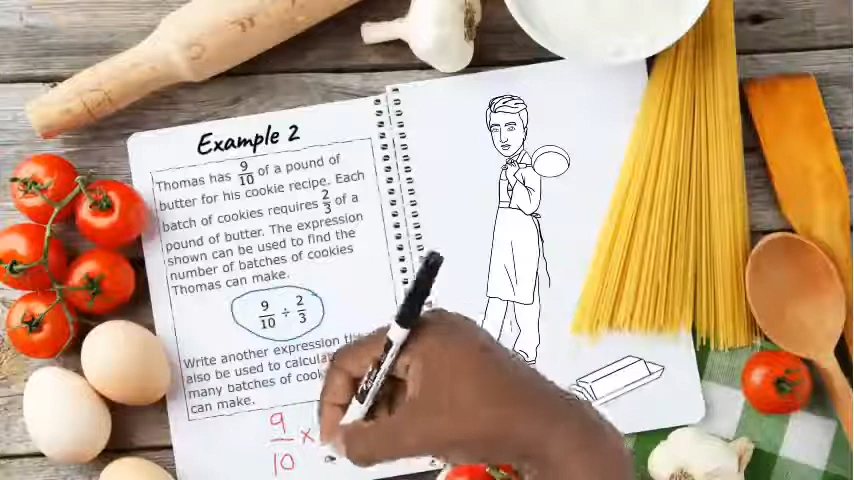 Example 2
Thomas has 9/10 of a pound of
butter for his cookie recipe. Each
batch of cookies requires 2/3 of a
pound of butter. The expression
shown can be used to find the
number of batches of cookies
Thomas can make.
9/10 ÷ 2/3
Write another expression
also be used to calculat
many batches of
can make.
9/10 ×